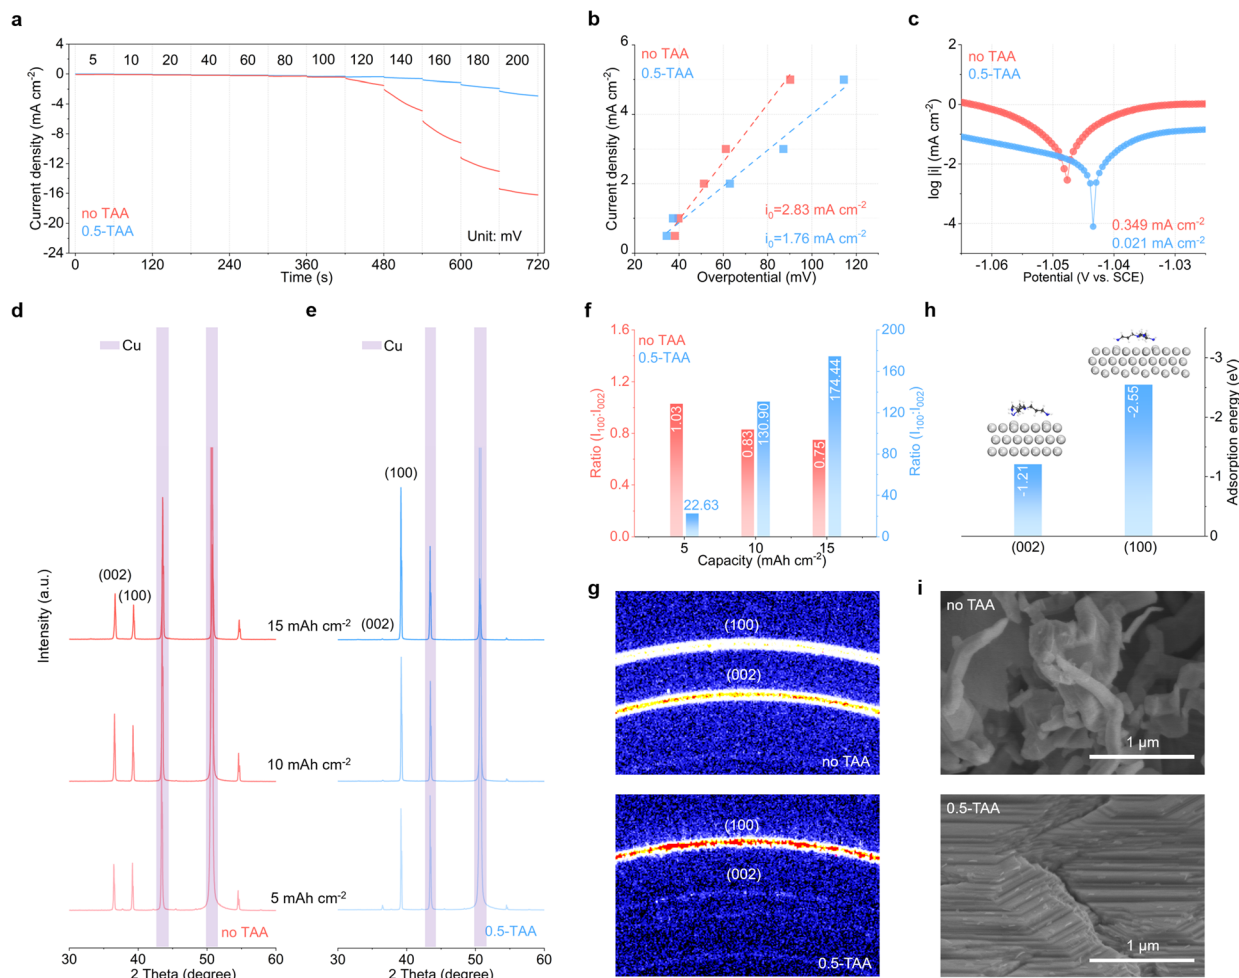 a
5 10 20 40 60 80 100 120 140 160 180 200
4
0
-4
-8
-12
-16
-20
-24
Current density (mA cm⁻²)
no TAA
0.5-TAA
Unit: mV
0 120 240 360 480 600 720
Time (s)
b
no TAA
0.5-TAA
6
4
2
0
Current density (mA cm⁻²)
i₀=2.83 mA cm⁻²
i₀=1.76 mA cm⁻²
20 40 60 80 100 120
Overpotential (mV)
c
no TAA
0.5-TAA
2
0
-2
-4
log |i| (mA cm⁻²)
0.349 mA cm⁻²
0.021 mA cm⁻²
-1.06 -1.05 -1.04 -1.03
Potential (V vs. SCE)
d
Cu
(002)
(100)
15 mAh cm⁻²
10 mAh cm⁻²
5 mAh cm⁻²
no TAA
Intensity (a.u.)
30 40 50 60
2 Theta (degree)
e
Cu
(100)
(002)
0.5-TAA
30 40 50 60
2 Theta (degree)
f
no TAA
0.5-TAA
1.6
1.2
0.8
0.4
0.0
Ratio (I₁₀₀:I₀₀₂)
1.03
22.63
0.83
130.90
0.75
174.44
200
160
120
80
40
0
Ratio (I₁₀₀:I₀₀₂)
5 10 15
Capacity (mAh cm⁻²)
h
-1.21
-2.55
-3
-2
-1
0
Adsorption energy (eV)
(002) (100)
g
(100)
(002)
no TAA
(100)
(002)
0.5-TAA
i
no TAA
1 µm
0.5-TAA
1 µm